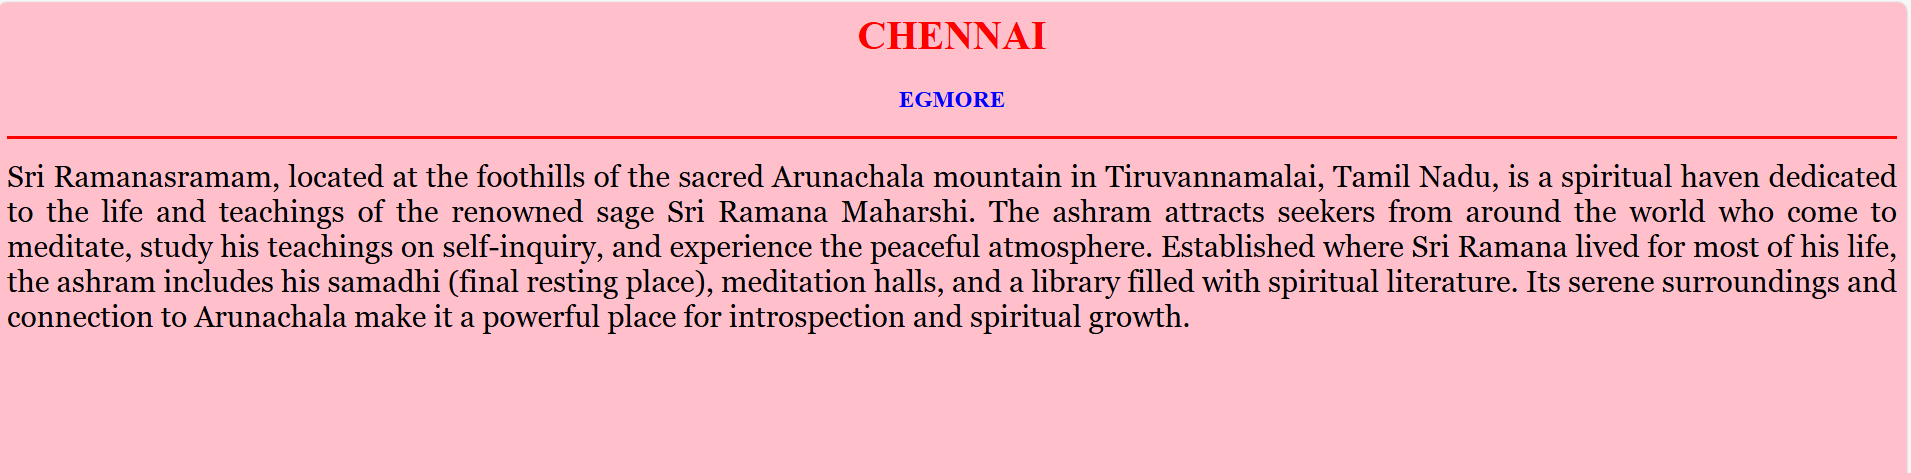 CHENNAI
EGMORE
Sri Ramanasramam, located at the foothills of the sacred Arunachala mountain in Tiruvannamalai, Tamil Nadu, is a spiritual haven dedicated
to the life and teachings of the renowned sage Sri Ramana Maharshi. The ashram attracts seekers from around the world who come to
meditate, study his teachings on self-inquiry, and experience the peaceful atmosphere. Established where Sri Ramana lived for most of his life,
the ashram includes his samadhi (final resting place), meditation halls, and a library filled with spiritual literature. Its serene surroundings and
connection to Arunachala make it a powerful place for introspection and spiritual growth.